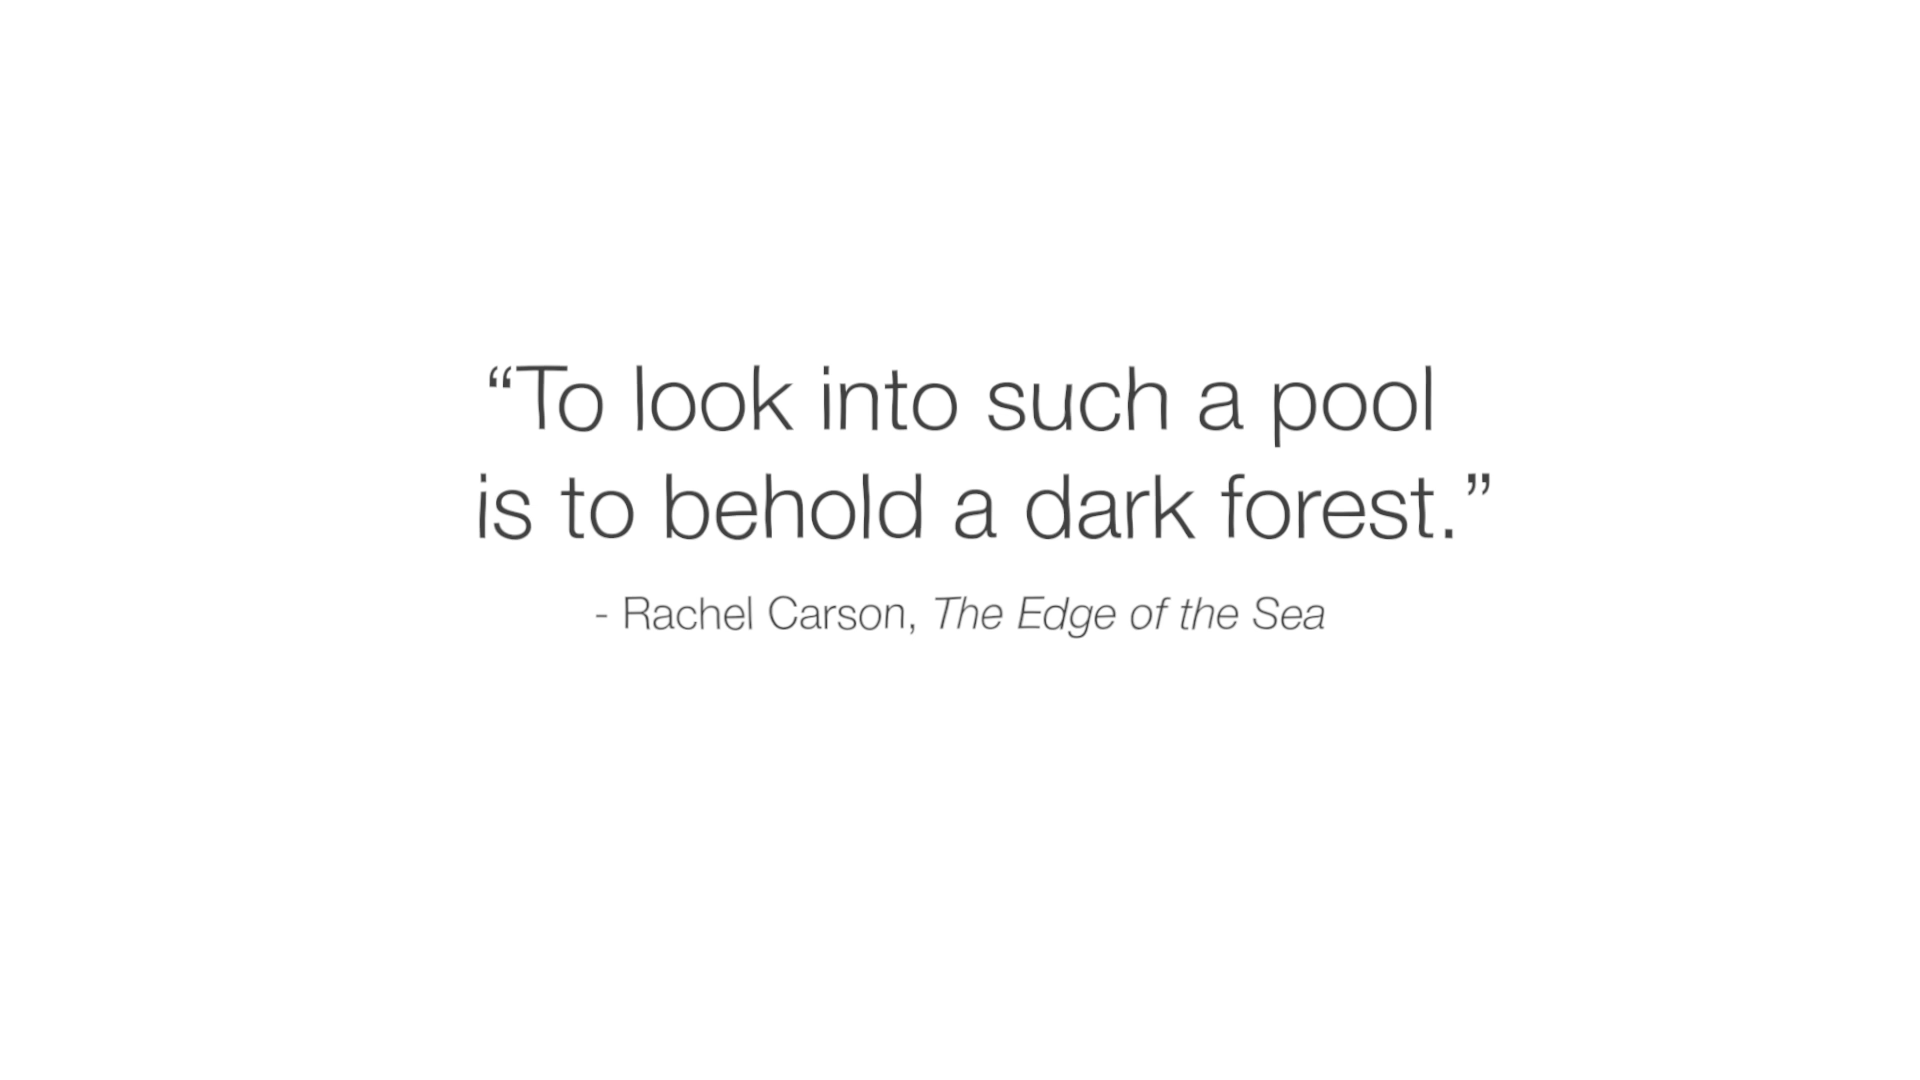 “To look into such a pool
is to behold a dark forest.”
- Rachel Carson, The Edge of the Sea